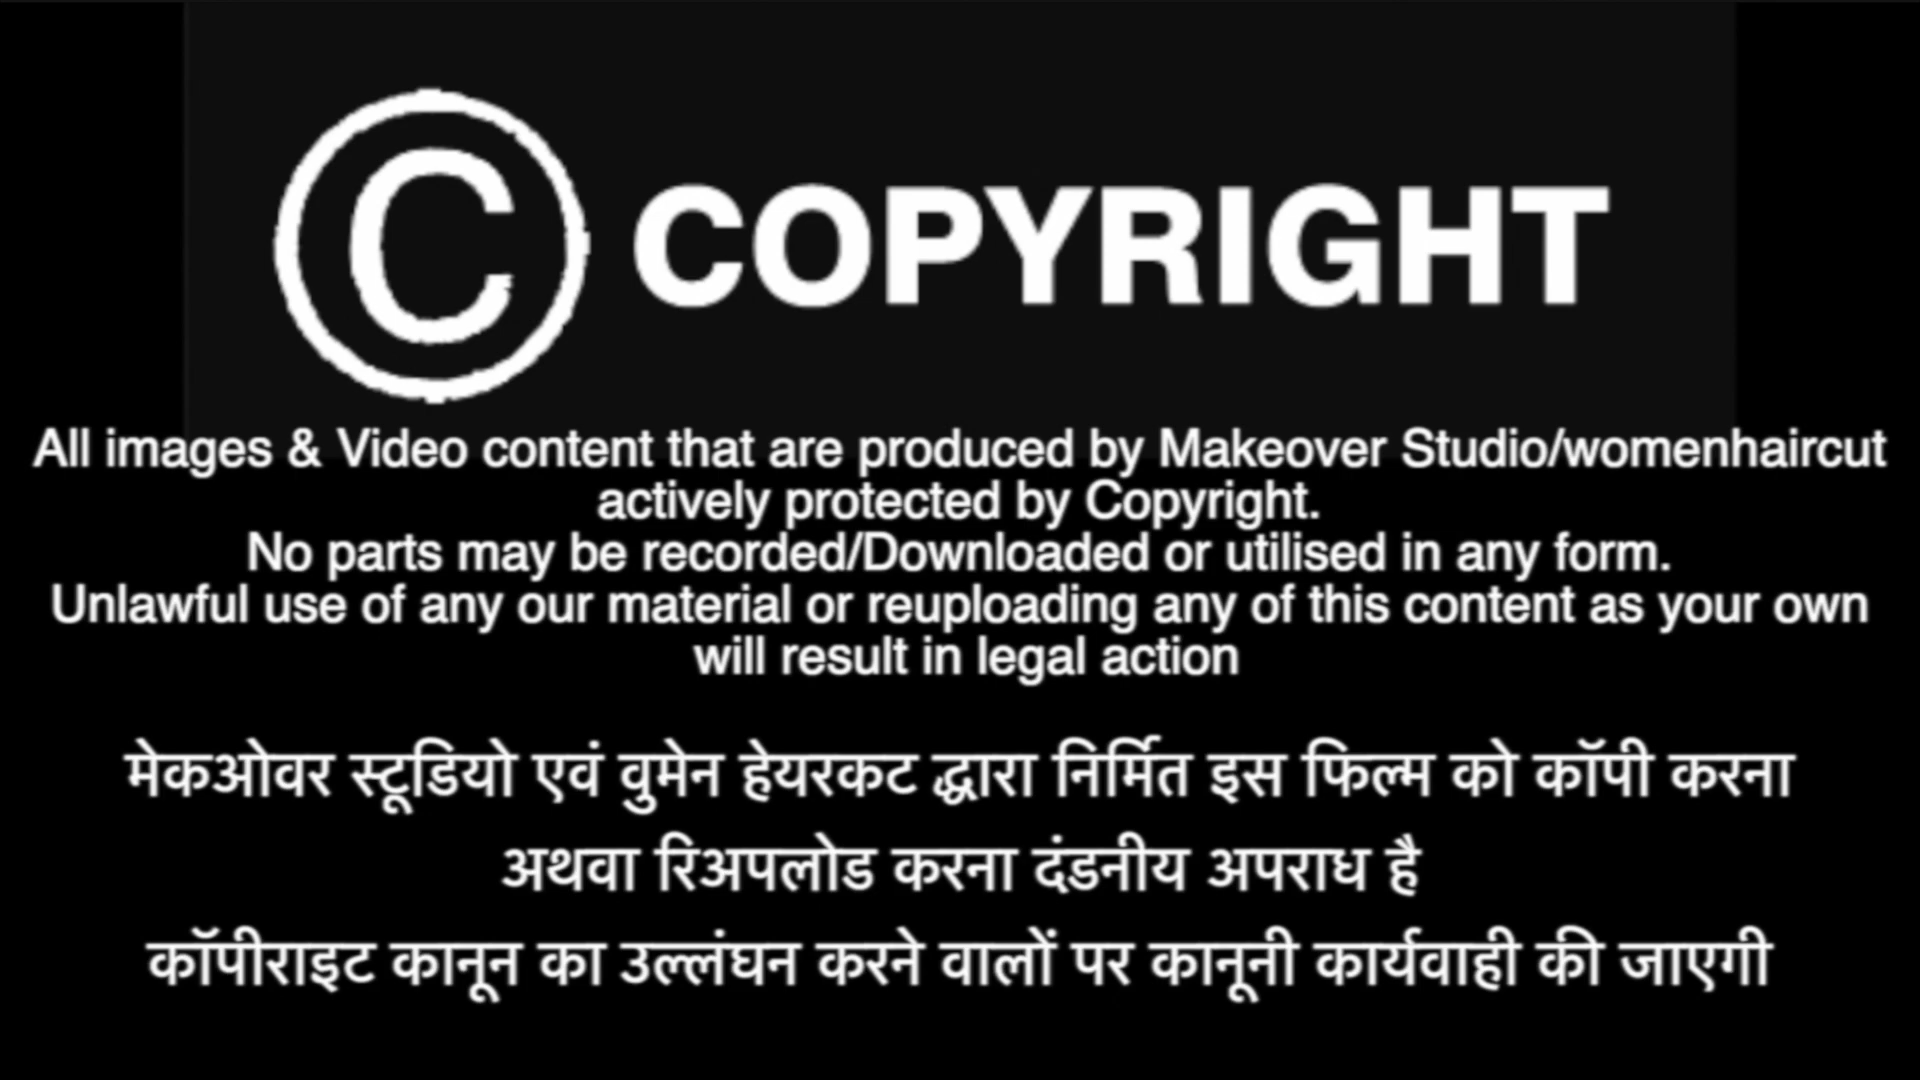 © COPYRIGHT
All images & Video content that are produced by Makeover Studio/womenhaircut
actively protected by Copyright.
No parts may be recorded/Downloaded or utilised in any form.
Unlawful use of any our material or reuploading any of this content as your own
will result in legal action
मेकओवर स्टूडियो एवं वुमेन हेयरकट द्वारा निर्मित इस फिल्म को कॉपी करना
अथवा रिअपलोड करना दंडनीय अपराध है
कॉपीराइट कानून का उल्लंघन करने वालों पर कानूनी कार्यवाही की जाएगी